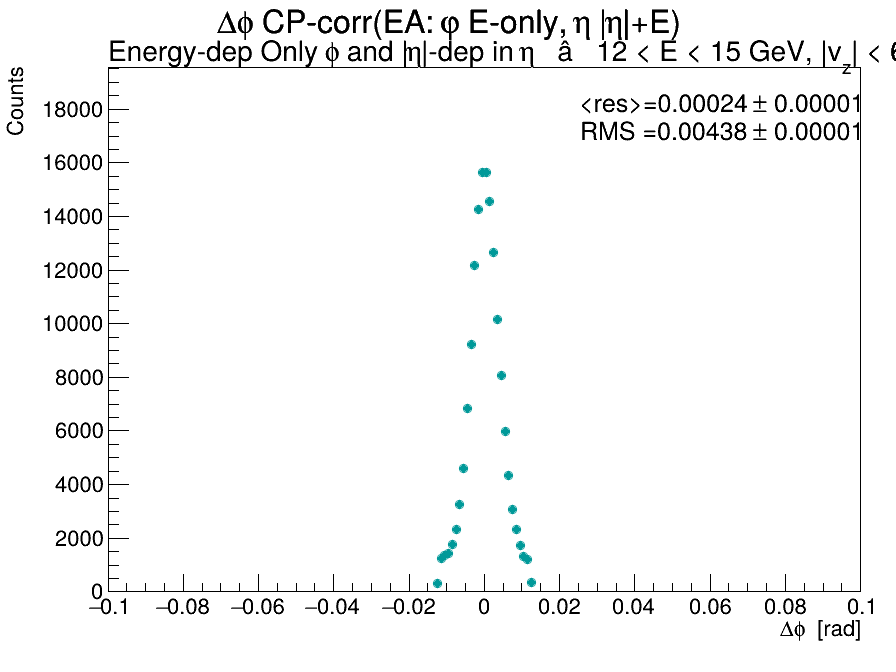 Δϕ CP-corr(EA: φ E-only, η |η|+E)
Energy-dep Only ϕ and |η|-dep in η â 12 < E < 15 GeV, |v_z| < 6
Counts
<res>=0.00024 ± 0.00001
RMS =0.00438 ± 0.00001
18000
16000
14000
12000
10000
8000
6000
4000
2000
0
−0.1 −0.08 −0.06 −0.04 −0.02 0 0.02 0.04 0.06 0.08 0.1
Δϕ [rad]